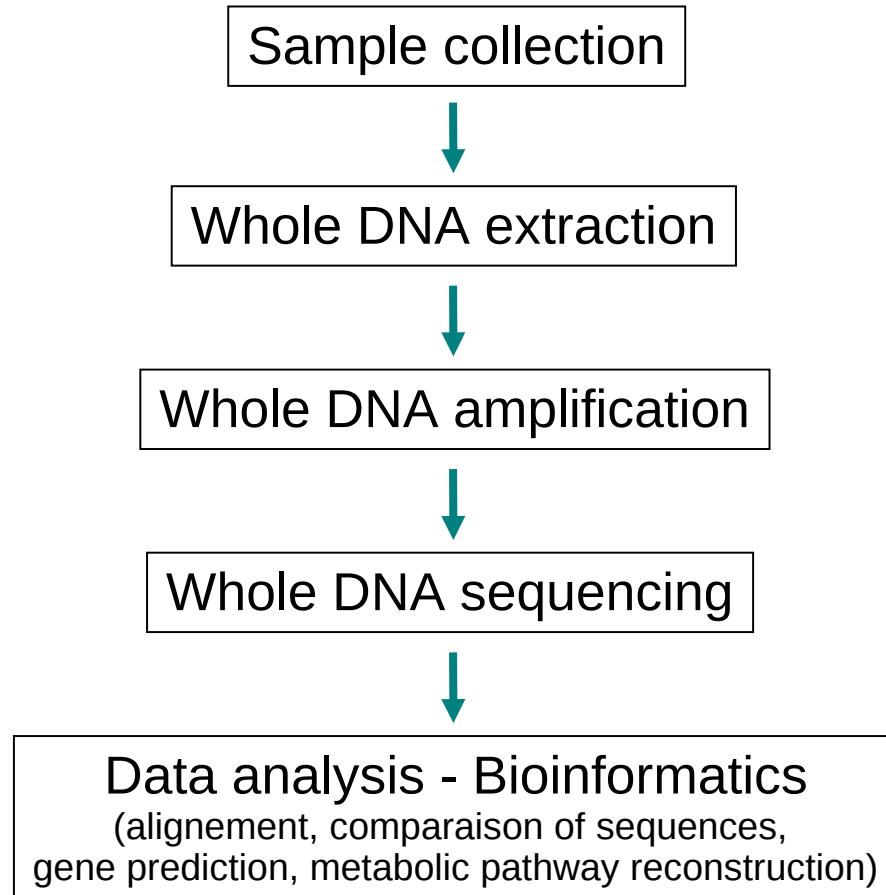 Sample collection
Whole DNA extraction
Whole DNA amplification
Whole DNA sequencing
Data analysis - Bioinformatics
(alignement, comparaison of sequences,
gene prediction, metabolic pathway reconstruction)